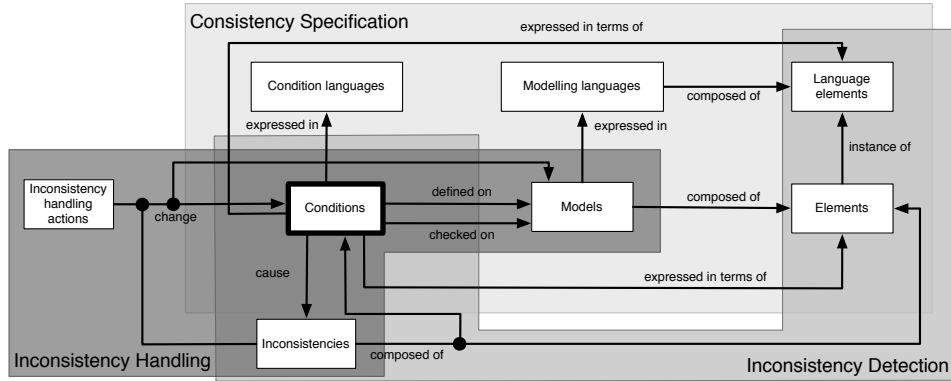 Consistency Specification
expressed in terms of
Condition languages
Modelling languages
Language
elements
composed of
expressed in
expressed in
instance of
Inconsistency
handling
actions
change
Conditions
defined on
checked on
Models
composed of
Elements
cause
expressed in terms of
Inconsistencies
composed of
Inconsistency Handling
Inconsistency Detection